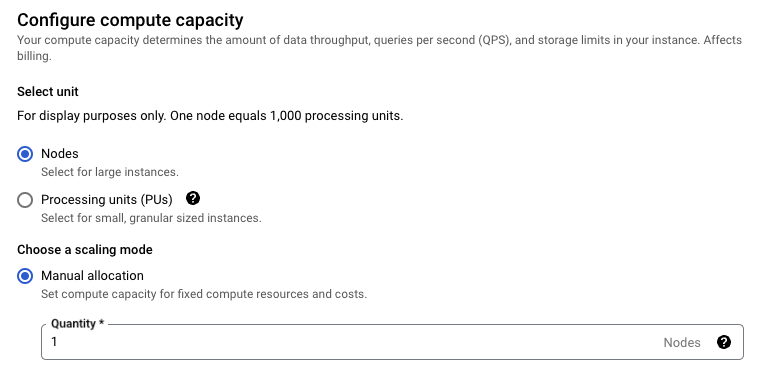 Configure compute capacity
Your compute capacity determines the amount of data throughput, queries per second (QPS), and storage limits in your instance. Affects
billing.
Select unit
For display purposes only. One node equals 1,000 processing units.
Nodes
Select for large instances.
Processing units (PUs) ?
Select for small, granular sized instances.
Choose a scaling mode
Manual allocation
Set compute capacity for fixed compute resources and costs.
Quantity *
1 Nodes ?